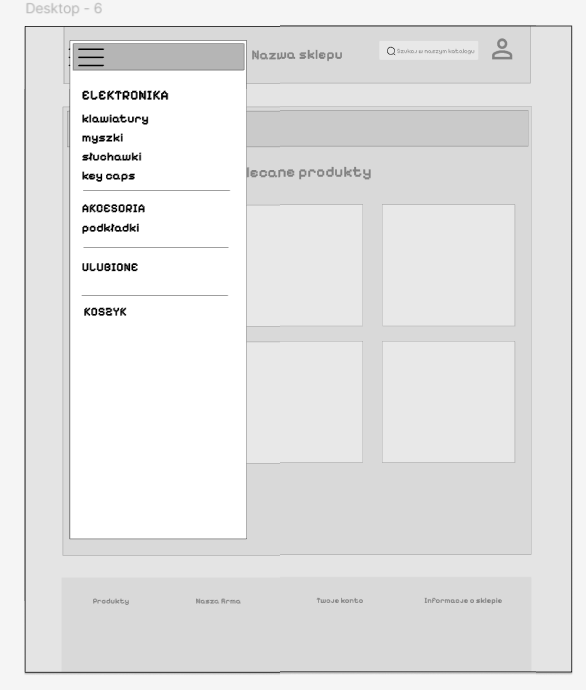 Desktop - 6
Nazwa sklepu
Szukaj w naszym katalogu
ELEKTRONIKA
klawiatury
myszki
słuchawki
key caps
AKCESORIA
podkładki
ULUBIONE
KOSZYK
lecane produkty
Produkty
Nasza firma
Twoje konto
Informacje o sklepie